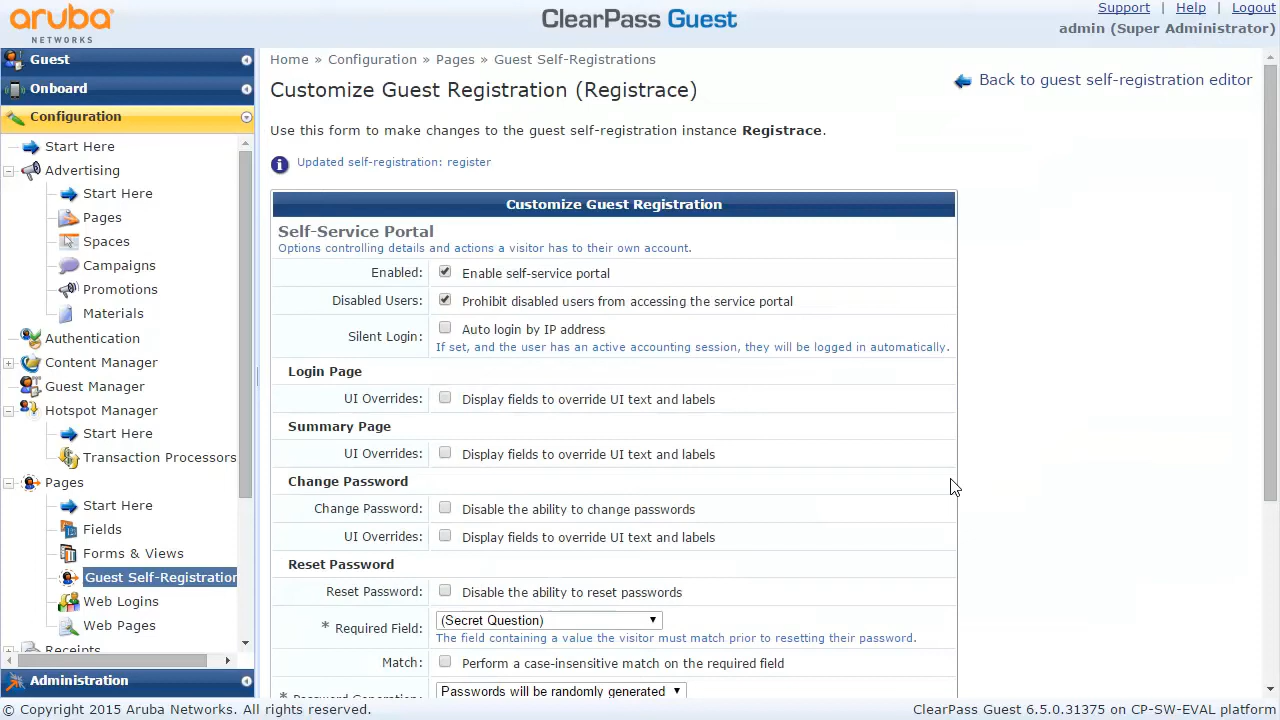 aruba
NETWORKS
ClearPass Guest
Support | Help | Logout
admin (Super Administrator)
Guest
Onboard
Configuration
Start Here
Advertising
Start Here
Pages
Spaces
Campaigns
Promotions
Materials
Authentication
Content Manager
Guest Manager
Hotspot Manager
Start Here
Transaction Processors
Pages
Start Here
Fields
Forms & Views
Guest Self-Registration
Web Logins
Web Pages
Receipts
Administration
Home » Configuration » Pages » Guest Self-Registrations
Customize Guest Registration (Registrace)
Back to guest self-registration editor
Use this form to make changes to the guest self-registration instance Registrace.
Updated self-registration: register
Customize Guest Registration
Self-Service Portal
Options controlling details and actions a visitor has to their own account.
Enabled: Enable self-service portal
Disabled Users: Prohibit disabled users from accessing the service portal
Silent Login: Auto login by IP address
If set, and the user has an active accounting session, they will be logged in automatically.
Login Page
UI Overrides: Display fields to override UI text and labels
Summary Page
UI Overrides: Display fields to override UI text and labels
Change Password
Change Password: Disable the ability to change passwords
UI Overrides: Display fields to override UI text and labels
Reset Password
Reset Password: Disable the ability to reset passwords
* Required Field: (Secret Question)
The field containing a value the visitor must match prior to resetting their password.
Match: Perform a case-insensitive match on the required field
* Password Generation: Passwords will be randomly generated
© Copyright 2015 Aruba Networks. All rights reserved.
ClearPass Guest 6.5.0.31375 on CP-SW-EVAL platform